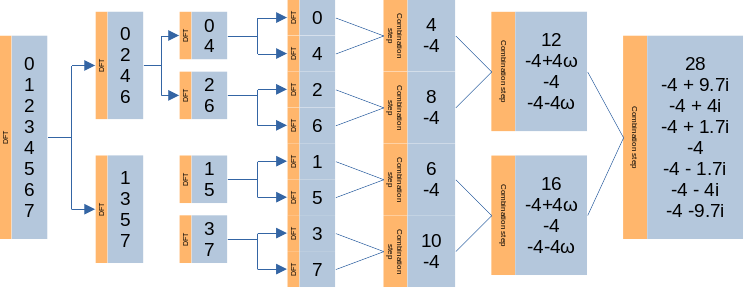 DFT
0
1
2
3
4
5
6
7
DFT
0
2
4
6
DFT
1
3
5
7
DFT
0
4
DFT
2
6
DFT
1
5
DFT
3
7
DFT
0
DFT
4
DFT
2
DFT
6
DFT
1
DFT
5
DFT
3
DFT
7
Combination
step
4
-4
Combination
step
8
-4
Combination
step
6
-4
Combination
step
10
-4
Combination step
12
-4+4ω
-4
-4-4ω
Combination step
16
-4+4ω
-4
-4-4ω
Combination step
28
-4 + 9.7i
-4 + 4i
-4 + 1.7i
-4
-4 - 1.7i
-4 - 4i
-4 -9.7i